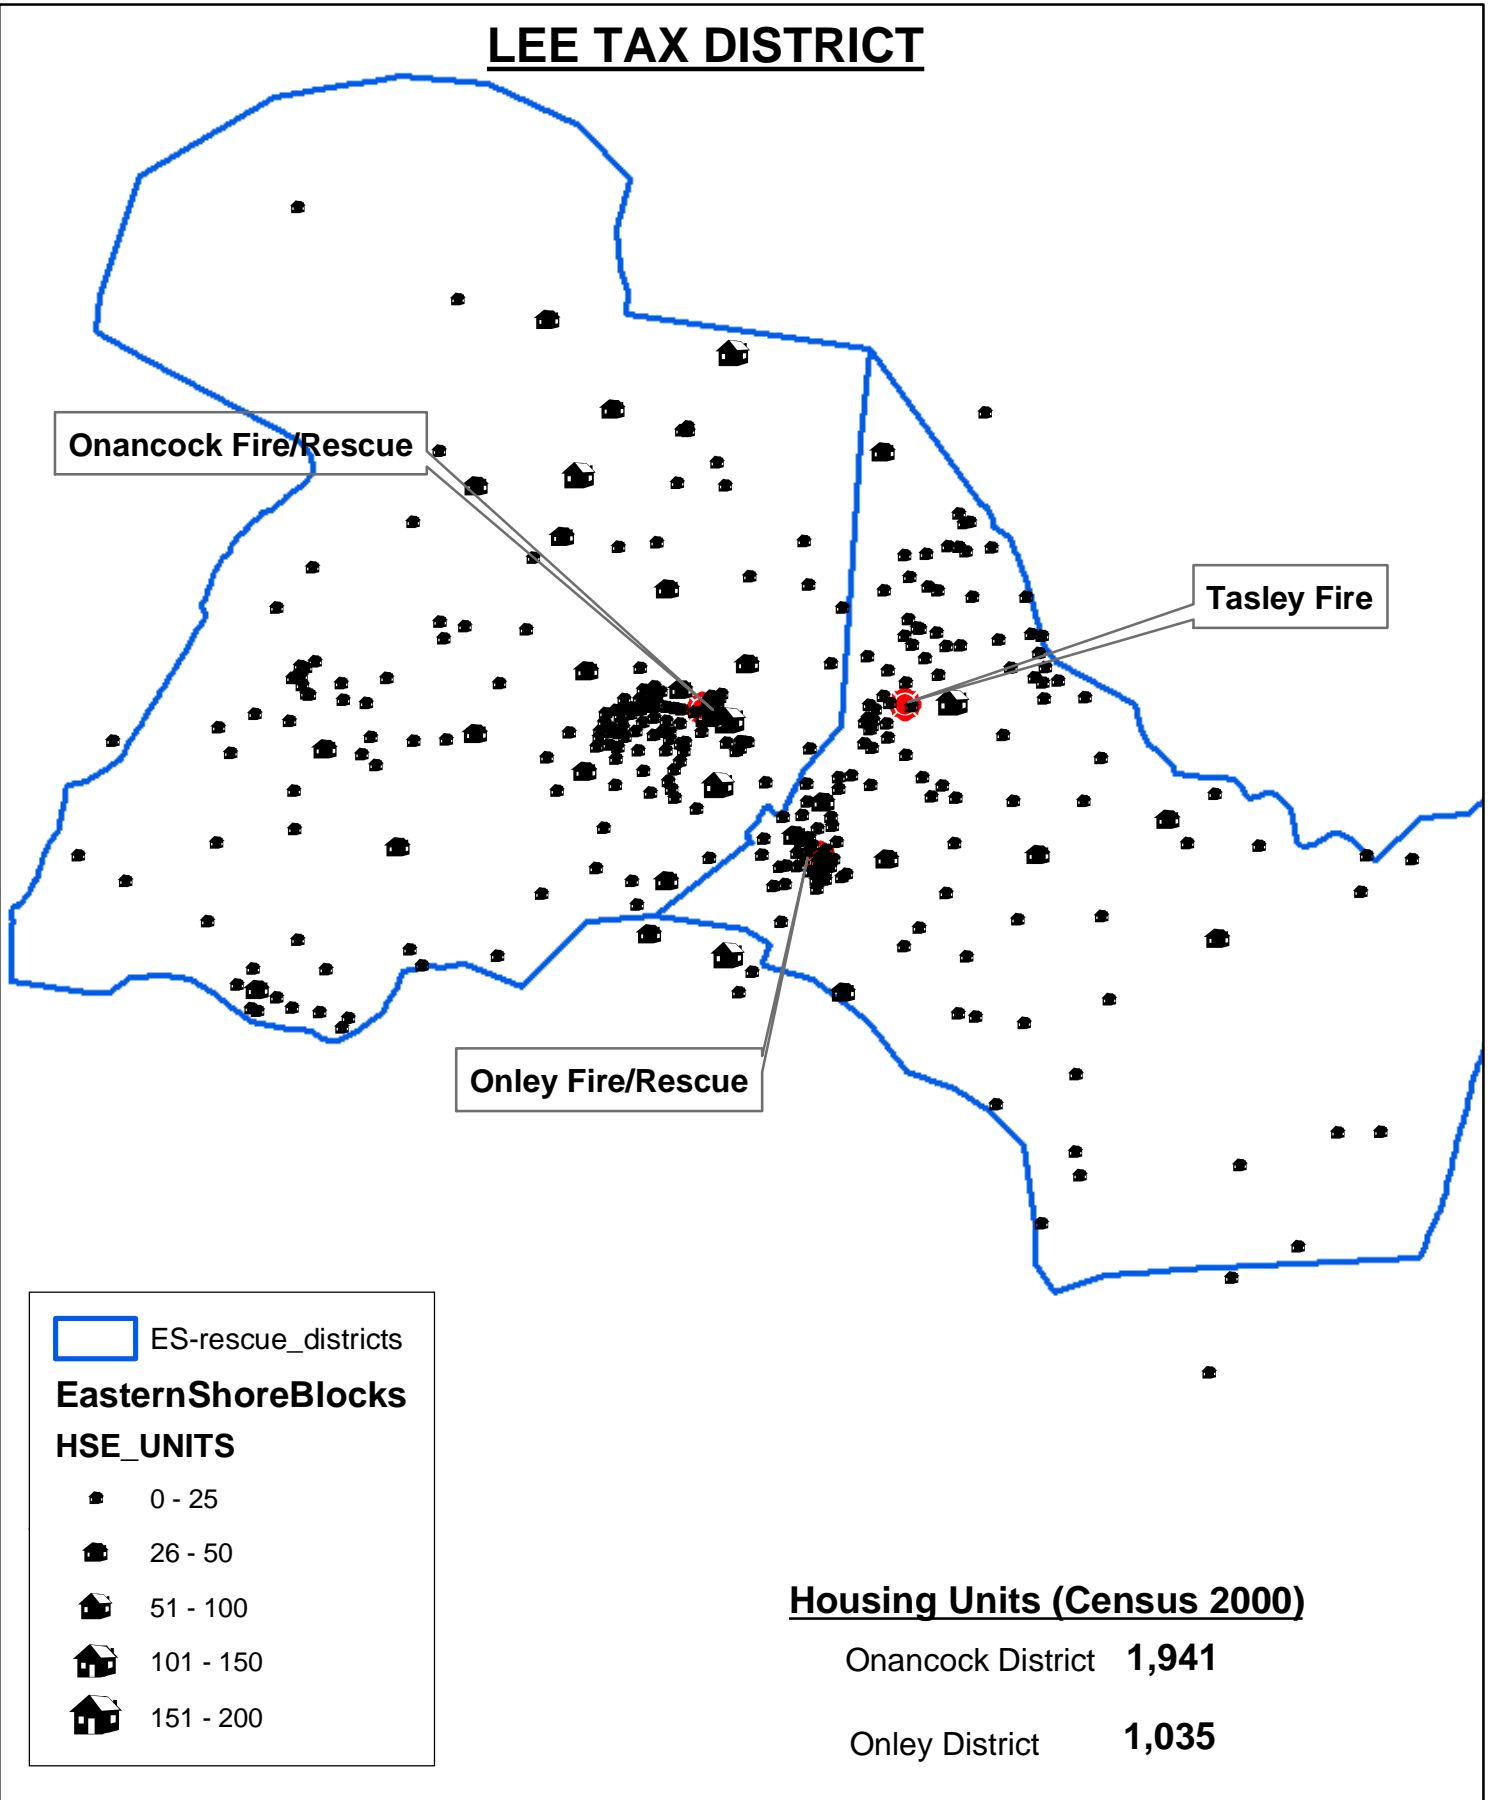 LEE TAX DISTRICT
Onancock Fire/Rescue
Tasley Fire
Onley Fire/Rescue
ES-rescue_districts
EasternShoreBlocks
HSE_UNITS
0 - 25
26 - 50
51 - 100
101 - 150
151 - 200
Housing Units (Census 2000)
Onancock District 1,941
Onley District 1,035